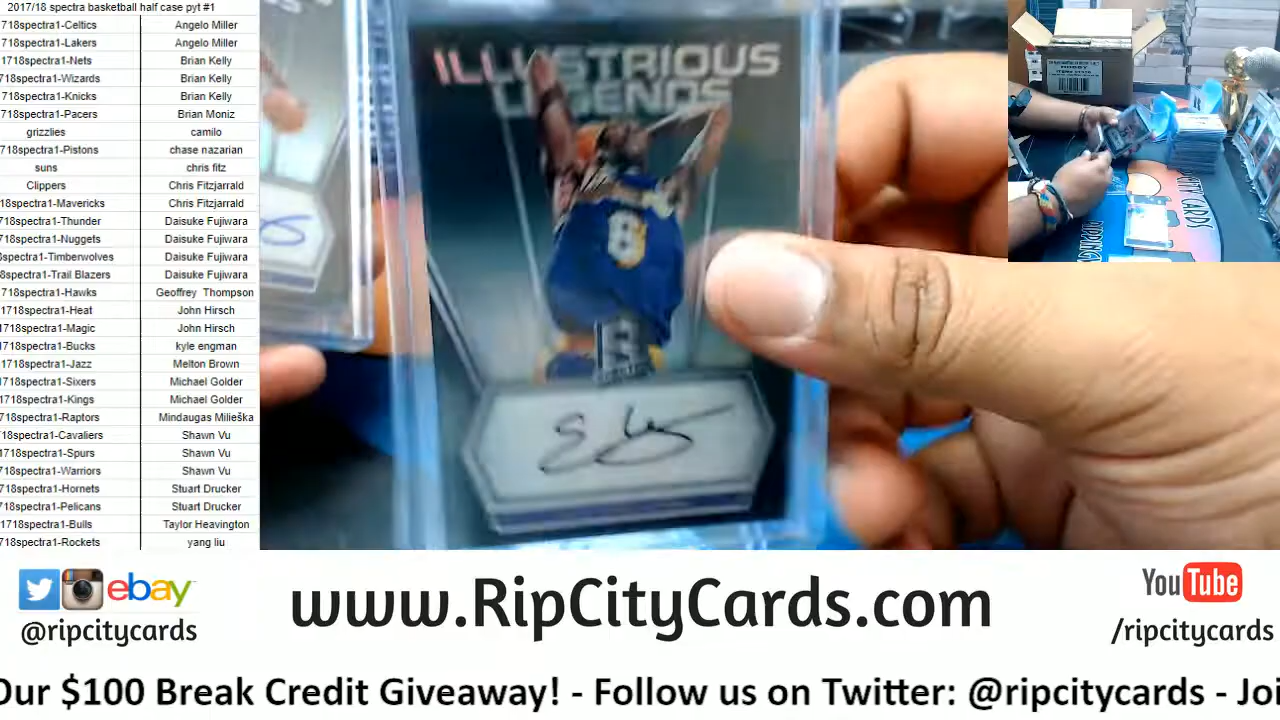 2017/18 spectra basketball half case pyt #1
718spectra1-Celtics Angelo Miller
718spectra1-Lakers Angelo Miller
1718spectra1-Nets Brian Kelly
718spectra1-Wizards Brian Kelly
718spectra1-Knicks Brian Kelly
718spectra1-Pacers Brian Moniz
grizzlies camilo
718spectra1-Pistons chase nazarian
suns chris fitz
Clippers Chris Fitzjarrald
718spectra1-Mavericks Chris Fitzjarrald
718spectra1-Thunder Daisuke Fujiwara
718spectra1-Nuggets Daisuke Fujiwara
8spectra1-Timberwolves Daisuke Fujiwara
8spectra1-Trail Blazers Daisuke Fujiwara
718spectra1-Hawks Geoffrey Thompson
1718spectra1-Heat John Hirsch
718spectra1-Magic John Hirsch
718spectra1-Bucks kyle engman
1718spectra1-Jazz Melton Brown
718spectra1-Sixers Michael Golder
718spectra1-Kings Michael Golder
718spectra1-Raptors Mindaugas Milieška
18spectra1-Cavaliers Shawn Vu
718spectra1-Spurs Shawn Vu
718spectra1-Warriors Shawn Vu
18spectra1-Hornets Stuart Drucker
18spectra1-Pelicans Stuart Drucker
1718spectra1-Bulls Taylor Heavington
718spectra1-Rockets yang liu
ILLUSTRIOUS
LEGENDS
8
ebay
@ripcitycards
www.RipCityCards.com
YouTube
/ripcitycards
Our $100 Break Credit Giveaway! - Follow us on Twitter: @ripcitycards - Joi